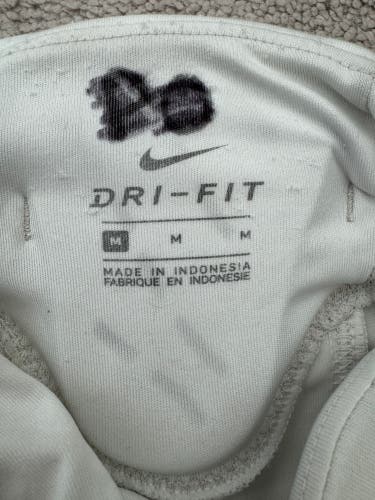 DRI-FIT
M M M
MADE IN INDONESIA
FABRIQUE EN INDONESIE